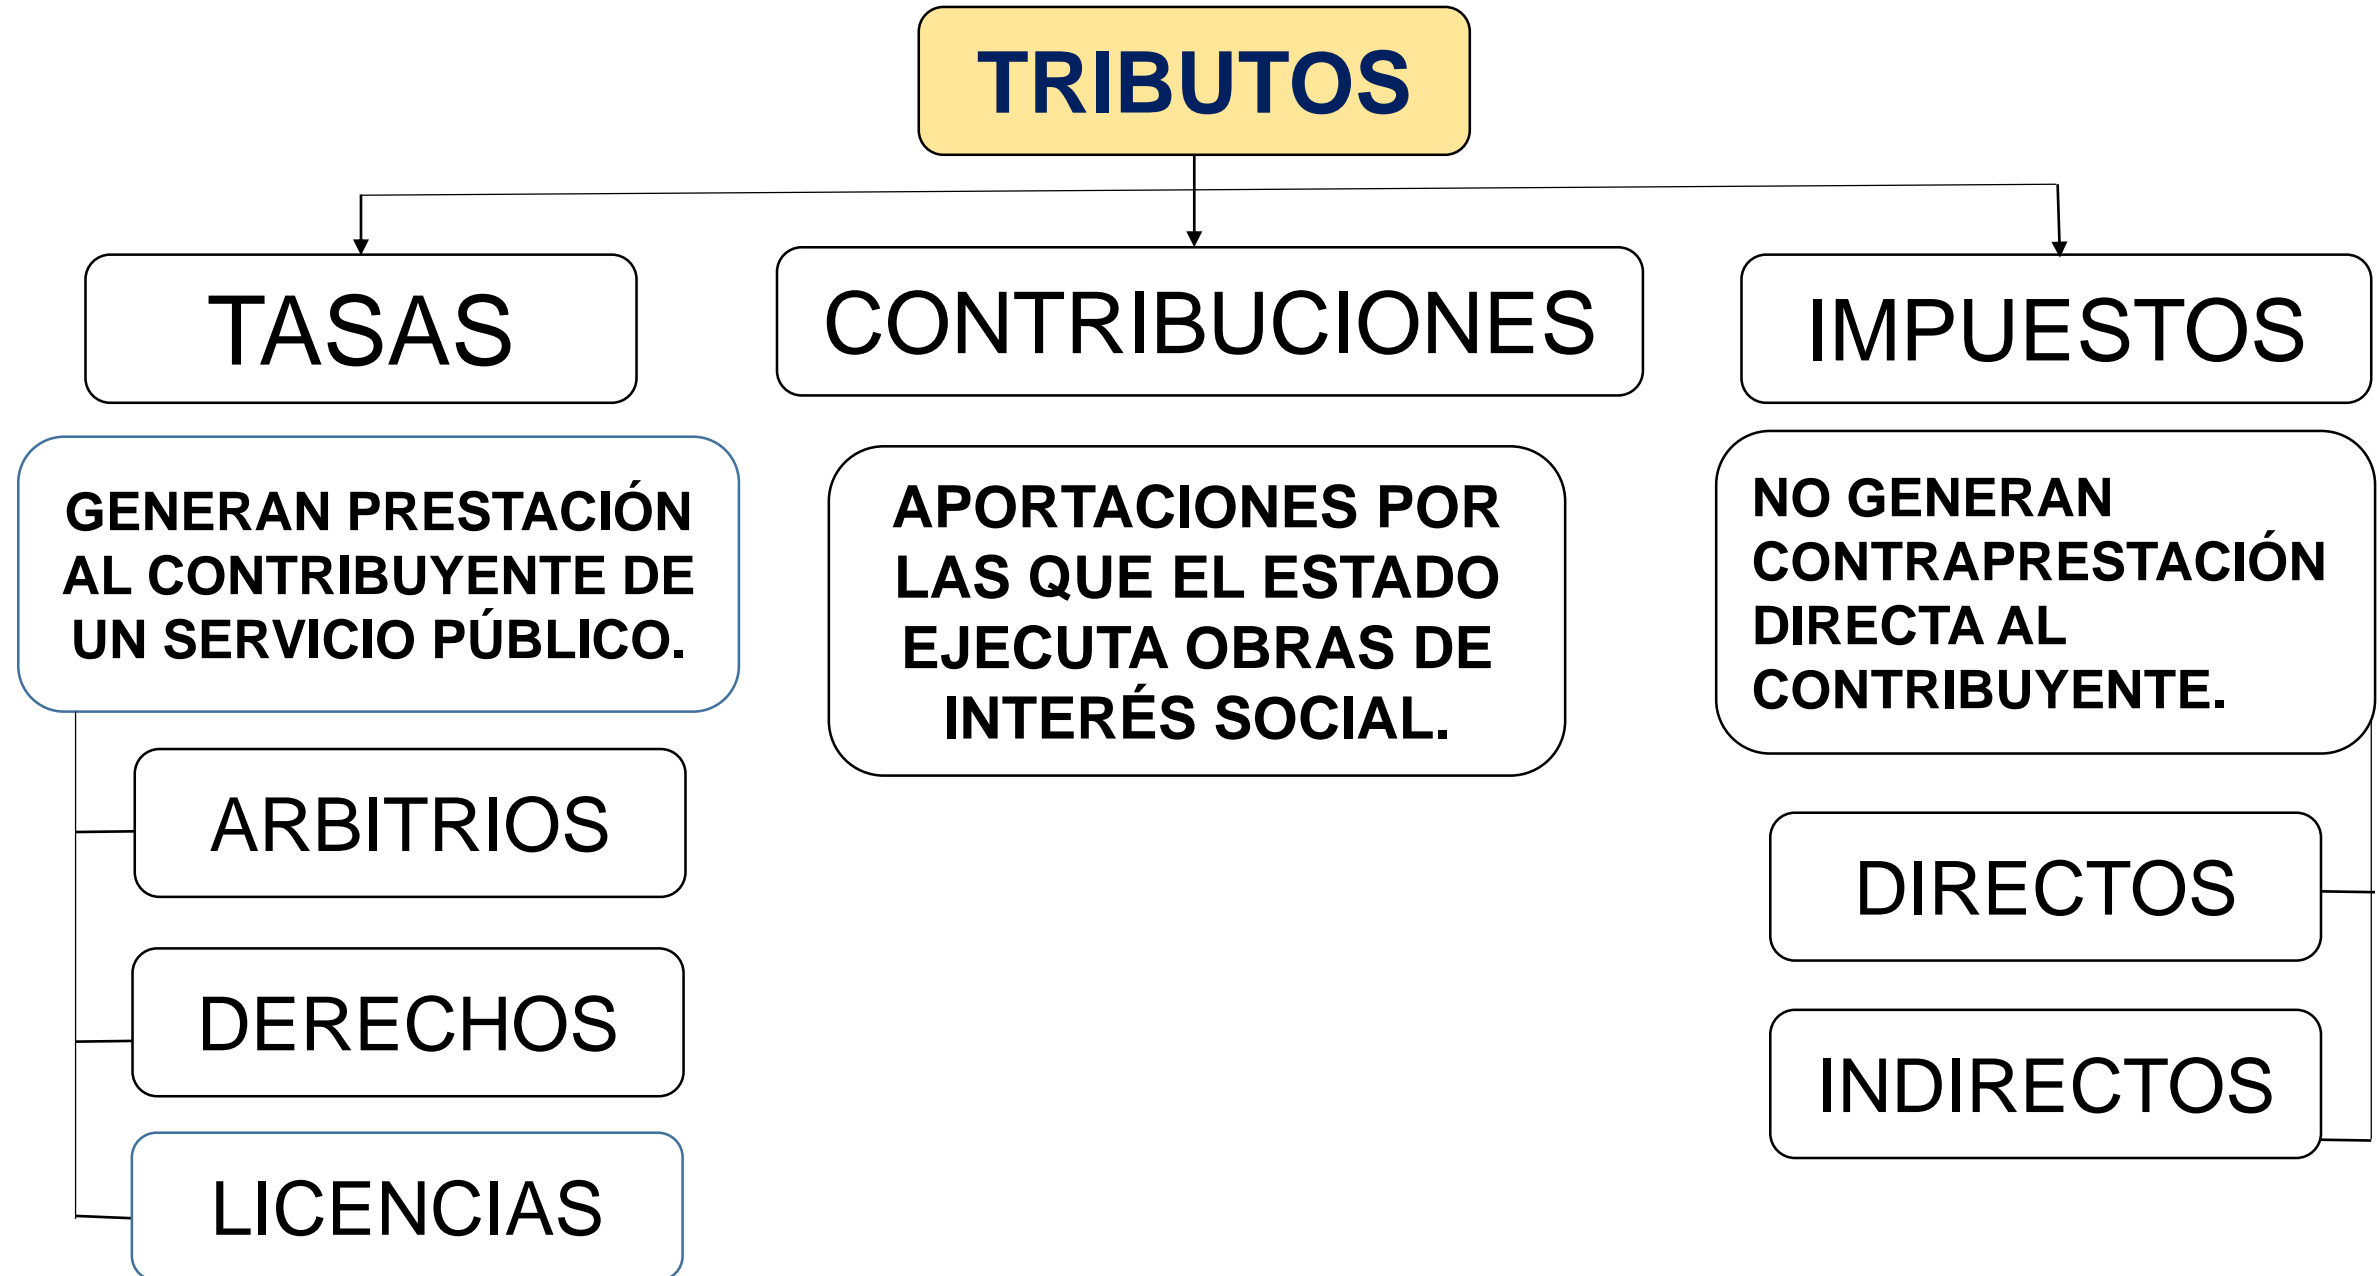 TRIBUTOS
TASAS
CONTRIBUCIONES
IMPUESTOS
GENERAN PRESTACIÓN
AL CONTRIBUYENTE DE
UN SERVICIO PÚBLICO.
APORTACIONES POR
LAS QUE EL ESTADO
EJECUTA OBRAS DE
INTERÉS SOCIAL.
NO GENERAN
CONTRAPRESTACIÓN
DIRECTA AL
CONTRIBUYENTE.
ARBITRIOS
DERECHOS
LICENCIAS
DIRECTOS
INDIRECTOS